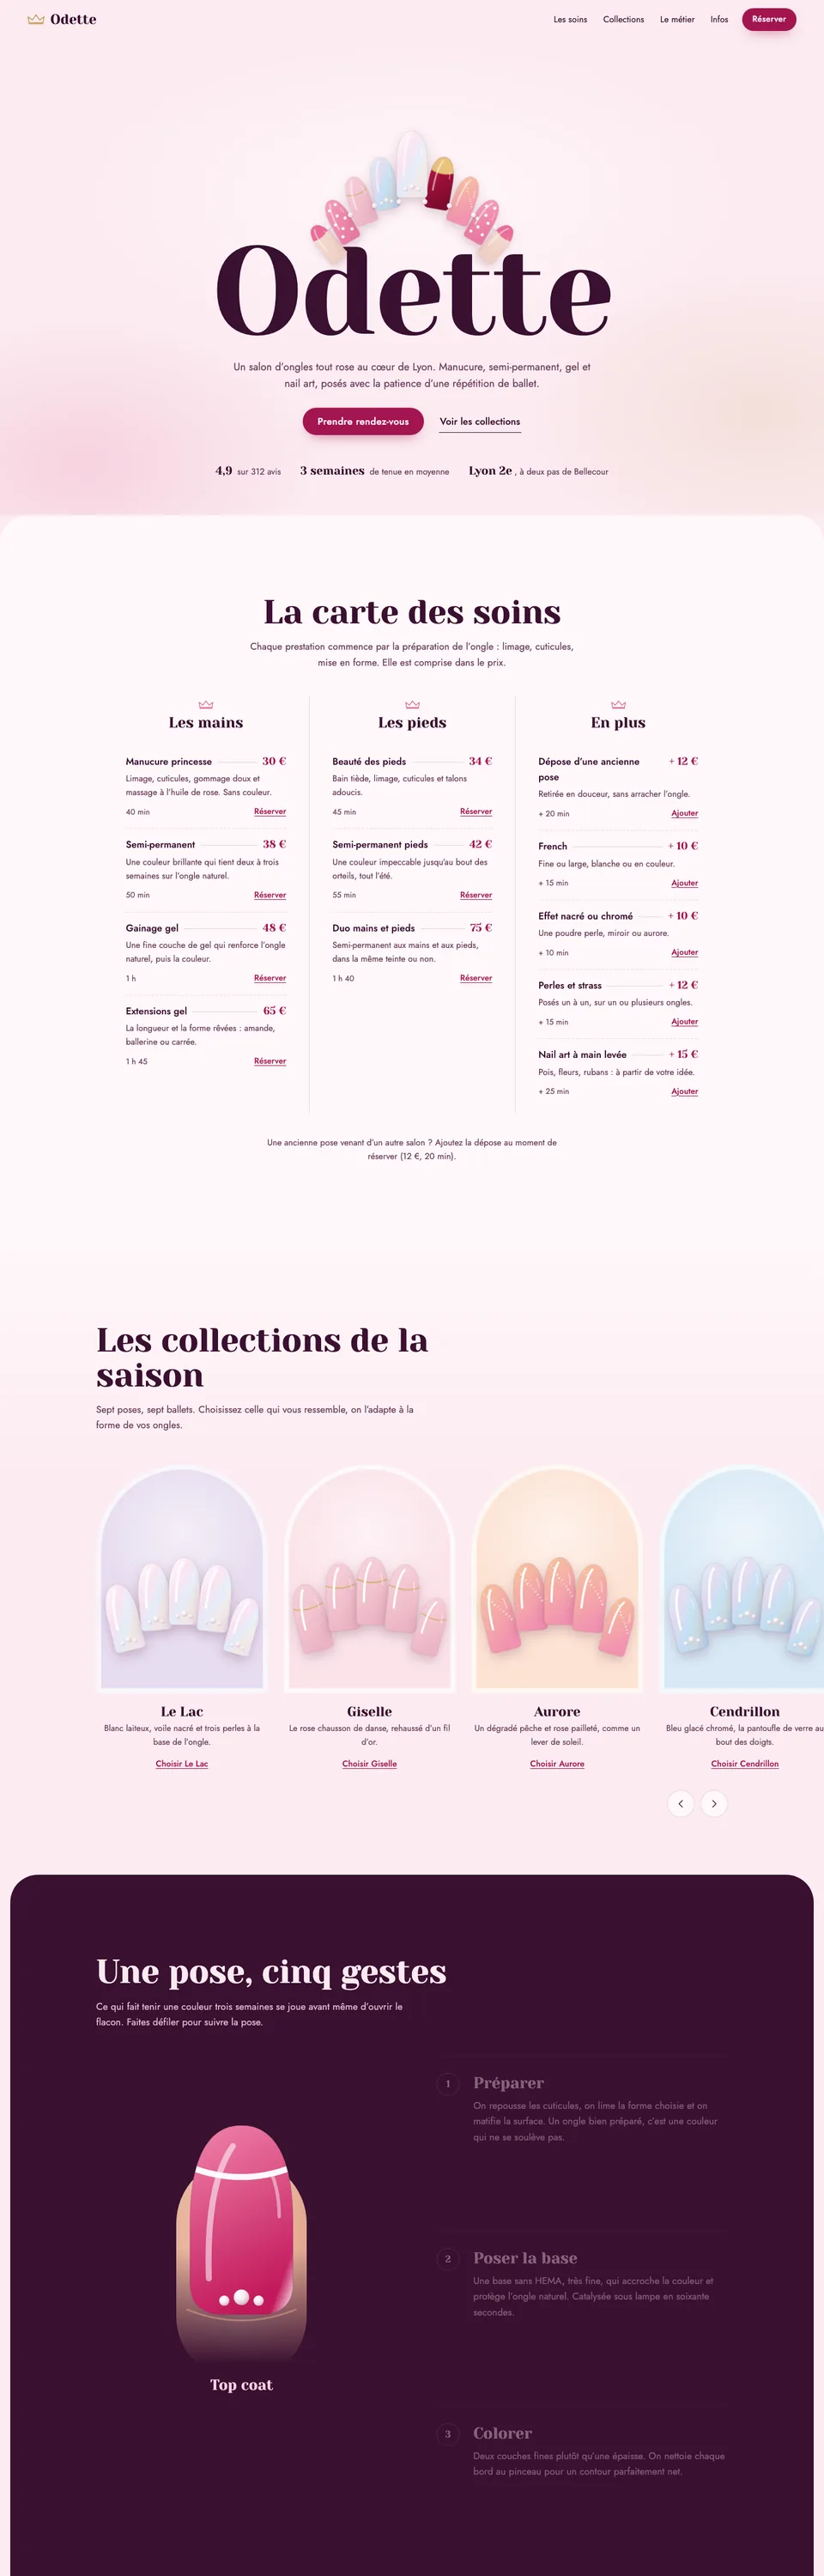 Odette
Les soins
Collections
Le métier
Infos
Réserver
Odette
Un salon d’ongles tout rose au cœur de Lyon. Manucure, semi-permanent, gel et
nail art, posés avec la patience d’une répétition de ballet.
Prendre rendez-vous
Voir les collections
4,9 sur 312 avis
3 semaines de tenue en moyenne
Lyon 2e , à deux pas de Bellecour
La carte des soins
Chaque prestation commence par la préparation de l’ongle : limage, cuticules,
mise en forme. Elle est comprise dans le prix.
Les mains
Manucure princesse 30 €
Limage, cuticules, gommage doux et
massage à l’huile de rose. Sans couleur.
40 min Réserver
Semi-permanent 38 €
Une couleur brillante qui tient deux à trois
semaines sur l’ongle naturel.
50 min Réserver
Gainage gel 48 €
Une fine couche de gel qui renforce l’ongle
naturel, puis la couleur.
1 h Réserver
Extensions gel 65 €
La longueur et la forme rêvées : amande,
ballerine ou carrée.
1 h 45 Réserver
Les pieds
Beauté des pieds 34 €
Bain tiède, limage, cuticules et talons
adoucis.
45 min Réserver
Semi-permanent pieds 42 €
Une couleur impeccable jusqu’au bout des
orteils, tout l’été.
55 min Réserver
Duo mains et pieds 75 €
Semi-permanent aux mains et aux pieds,
dans la même teinte ou non.
1 h 40 Réserver
En plus
Dépose d’une ancienne + 12 €
pose
Retirée en douceur, sans arracher l’ongle.
+ 20 min Ajouter
French + 10 €
Fine ou large, blanche ou en couleur.
+ 15 min Ajouter
Effet nacré ou chromé + 10 €
Une poudre perle, miroir ou aurore.
+ 10 min Ajouter
Perles et strass + 12 €
Posés un à un, sur un ou plusieurs ongles.
+ 15 min Ajouter
Nail art à main levée + 15 €
Pois, fleurs, rubans : à partir de votre idée.
+ 25 min Ajouter
Une ancienne pose venant d’un autre salon ? Ajoutez la dépose au moment de
réserver (12 €, 20 min).
Les collections de la
saison
Sept poses, sept ballets. Choisissez celle qui vous ressemble, on l’adapte à la
forme de vos ongles.
Le Lac
Blanc laiteux, voile nacré et trois perles à la
base de l’ongle.
Choisir Le Lac
Giselle
Le rose chausson de danse, rehaussé d’un fil
d’or.
Choisir Giselle
Aurore
Un dégradé pêche et rose pailleté, comme un
lever de soleil.
Choisir Aurore
Cendrillon
Bleu glacé chromé, la pantoufle de verre au
bout des doigts.
Choisir Cendrillon
Une pose, cinq gestes
Ce qui fait tenir une couleur trois semaines se joue avant même d’ouvrir le
flacon. Faites défiler pour suivre la pose.
Top coat
1 Préparer
On repousse les cuticules, on lime la forme choisie et on
matifie la surface. Un ongle bien préparé, c’est une couleur
qui ne se soulève pas.
2 Poser la base
Une base sans HEMA, très fine, qui accroche la couleur et
protège l’ongle naturel. Catalysée sous lampe en soixante
secondes.
3 Colorer
Deux couches fines plutôt qu’une épaisse. On nettoie chaque
bord au pinceau pour un contour parfaitement net.